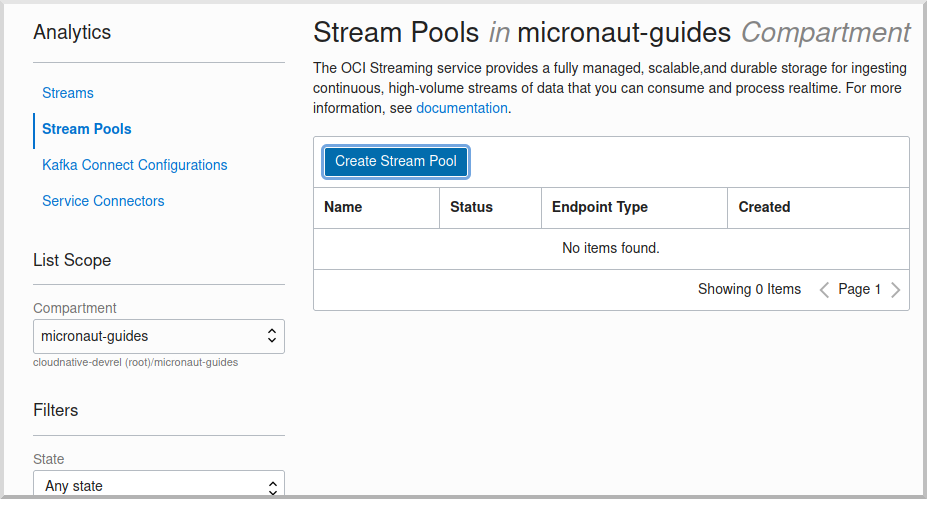 Analytics
Streams
Stream Pools
Kafka Connect Configurations
Service Connectors
List Scope
Compartment
micronaut-guides
cloudnative-devrel (root)/micronaut-guides
Filters
State
Any state
Stream Pools in micronaut-guides Compartment
The OCI Streaming service provides a fully managed, scalable,and durable storage for ingesting
continuous, high-volume streams of data that you can consume and process realtime. For more
information, see documentation.
Create Stream Pool
Name Status Endpoint Type Created
No items found.
Showing 0 Items Page 1